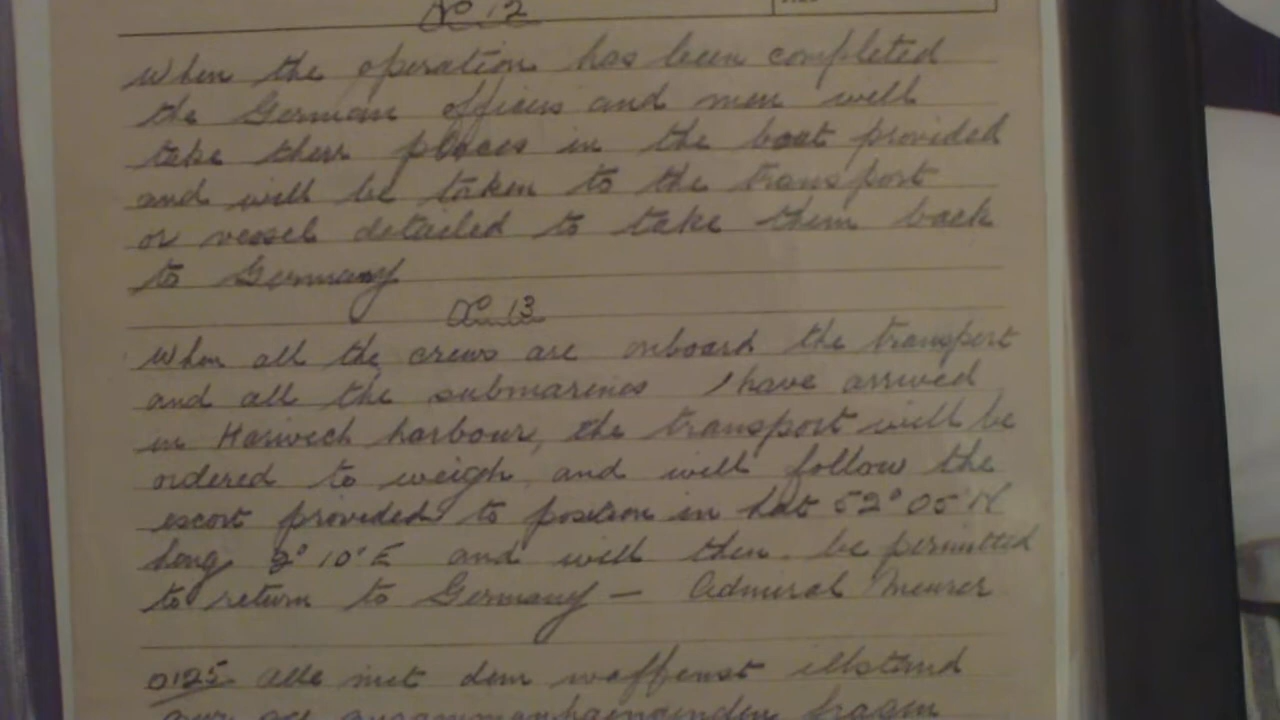 No 12
When the operation has been completed
the German officers and men will
take their places in the boat provided
and will be taken to the transport
or vessel detailed to take them back
to Germany
No 13
When all the crews are onboard the transport
and all the submarines have arrived
in Harwich harbour, the transport will be
ordered to weigh and will follow the
escort provided to position in Lat 52° 05' N
Long 2° 10' E and will then be permitted
to return to Germany — Admiral Meurer
0125 Alle mit dem waffenst illstand
fragen